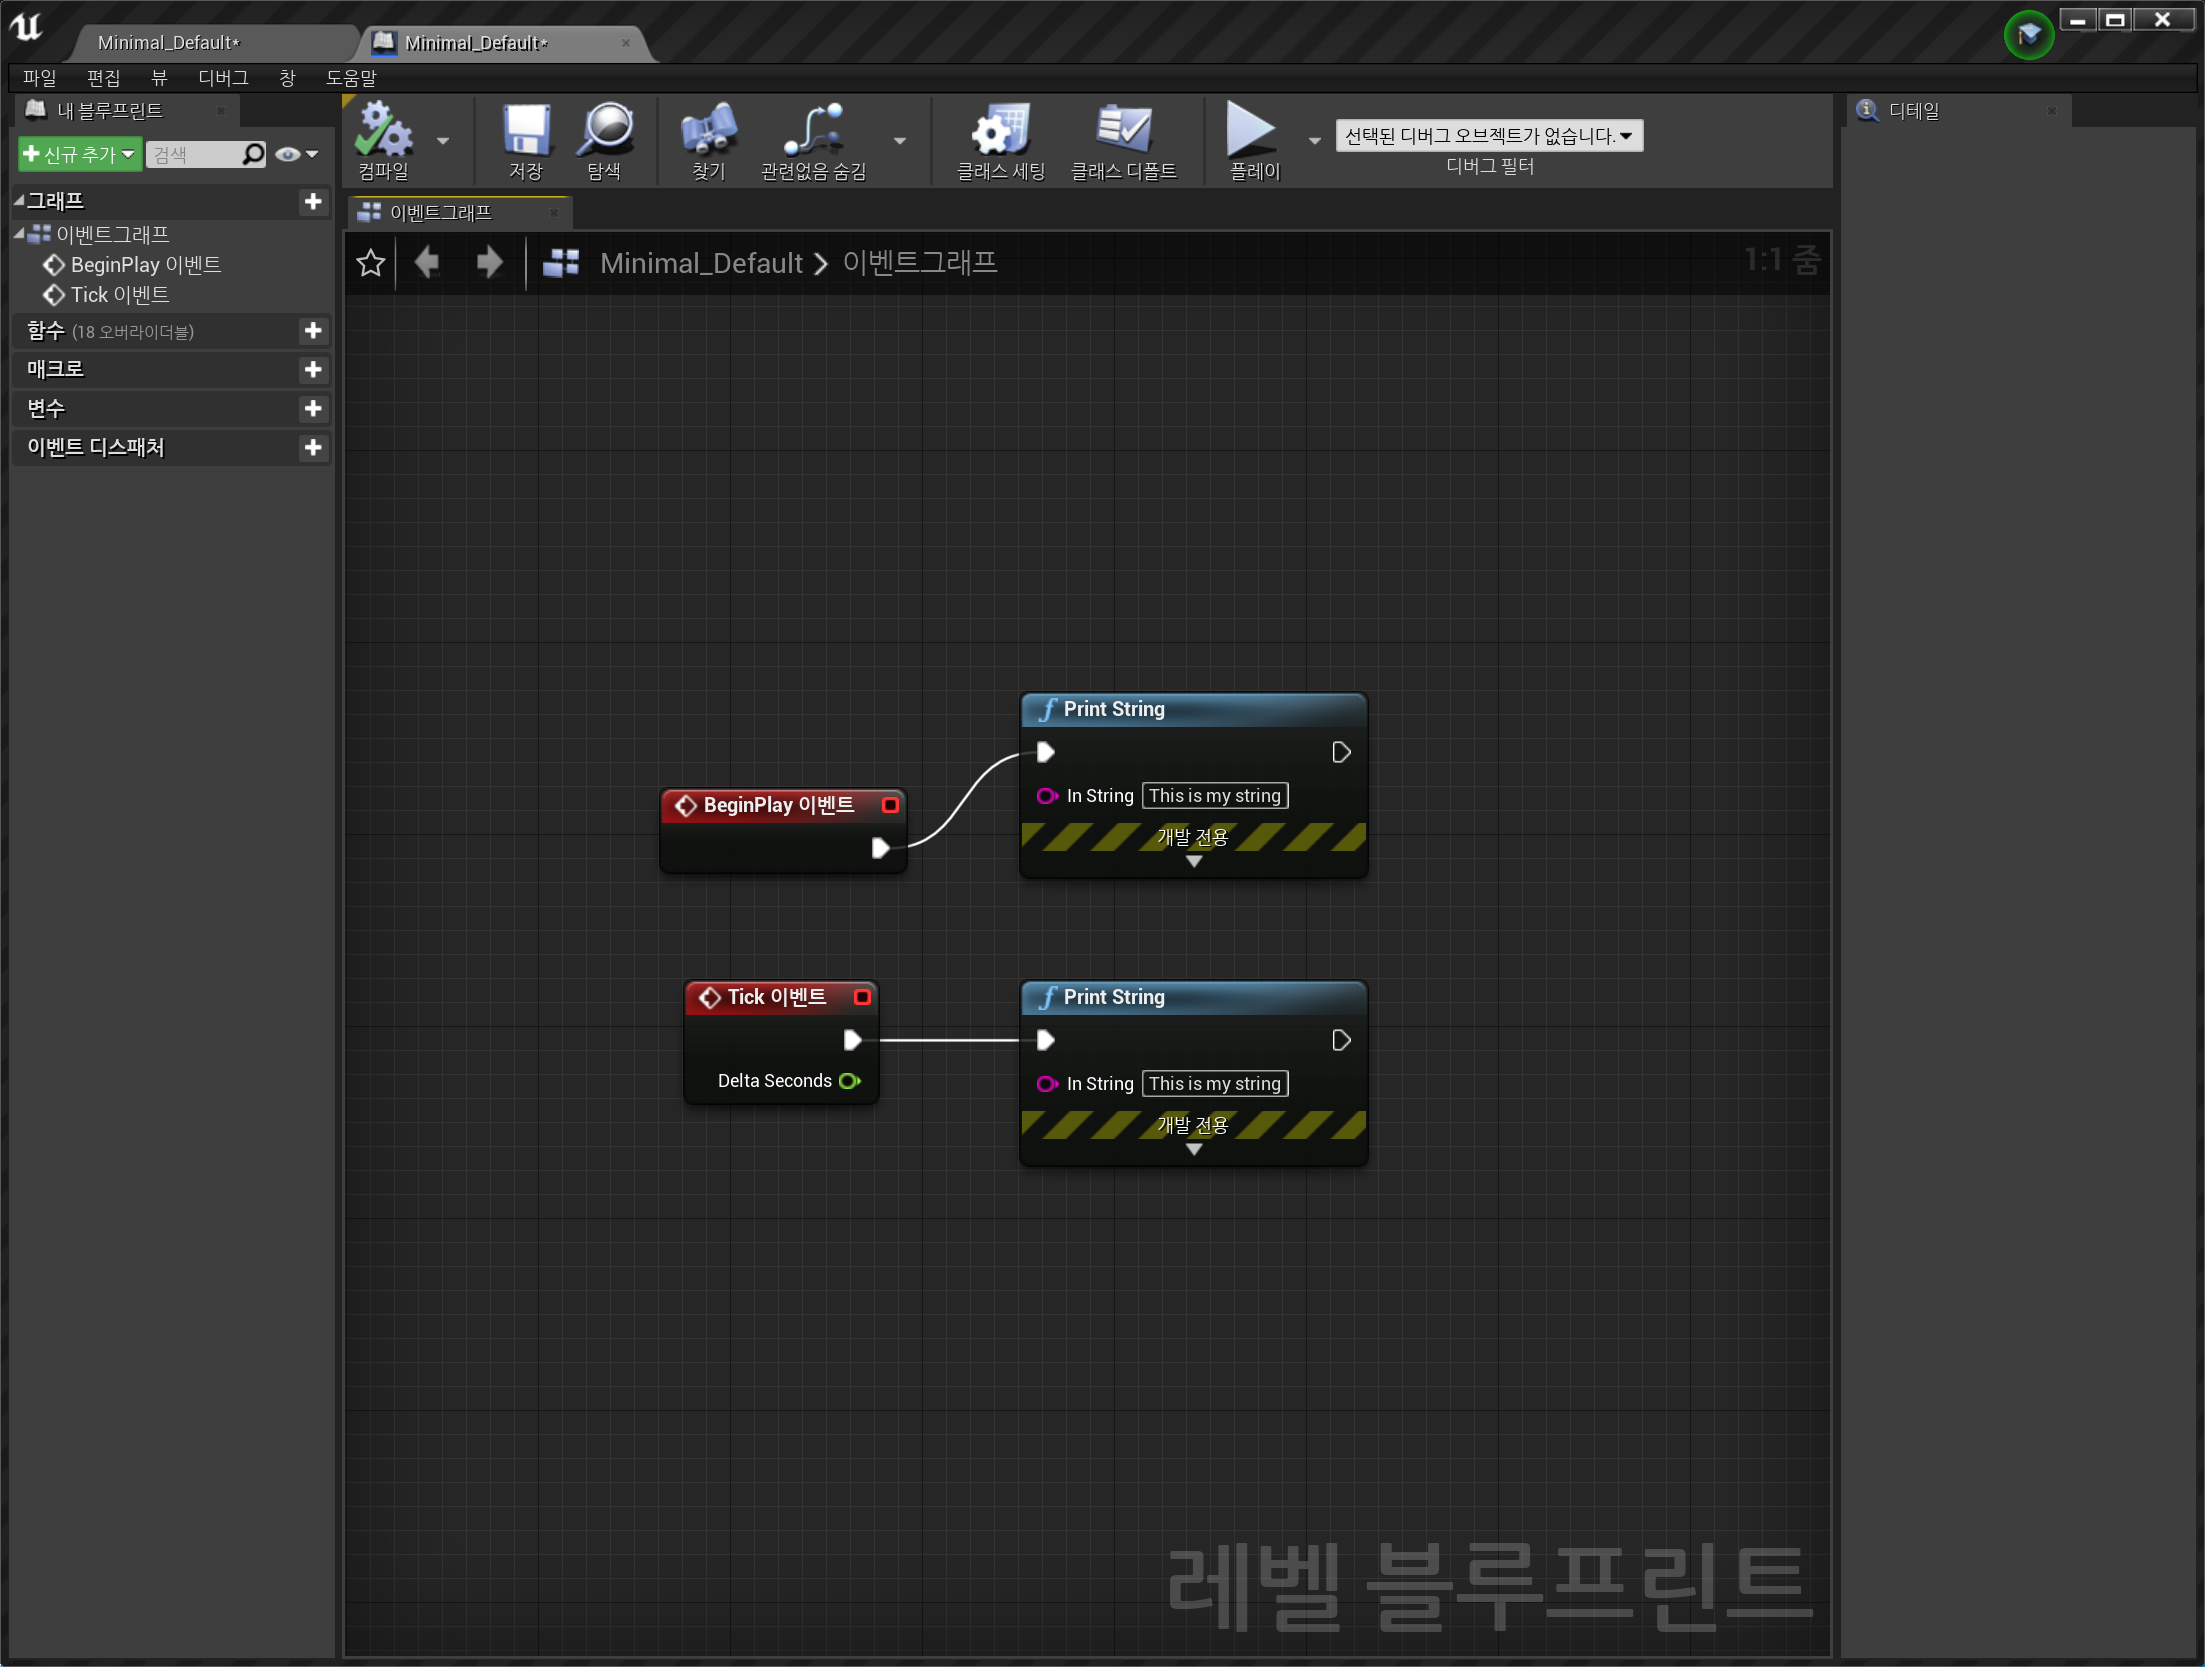 Minimal_Default*
Minimal_Default*
파일 편집 뷰 디버그 창 도움말
내 블루프린트
신규 추가 검색
그래프
이벤트그래프
BeginPlay 이벤트
Tick 이벤트
함수 (18 오버라이더블)
매크로
변수
이벤트 디스패처
컴파일 저장 탐색 찾기 관련없음 숨김 클래스 세팅 클래스 디폴트 플레이
선택된 디버그 오브젝트가 없습니다.
디버그 필터
이벤트그래프
Minimal_Default 이벤트그래프
1:1 줌
Print String
In String This is my string
개발 전용
BeginPlay 이벤트
Tick 이벤트
Delta Seconds
Print String
In String This is my string
개발 전용
레벨 블루프린트
디테일